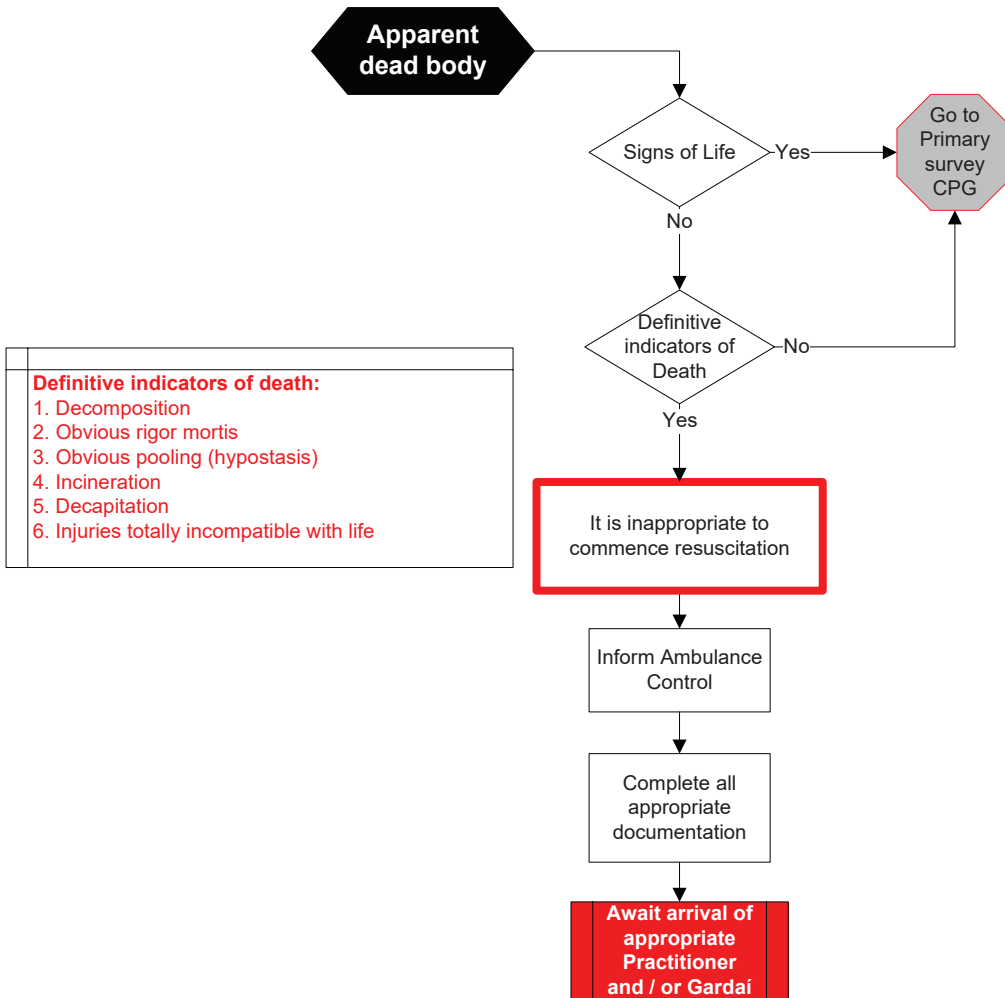 Apparent
dead body
Signs of Life
Yes
Go to
Primary
survey
CPG
No
Definitive
indicators of
Death
No
Yes
Definitive indicators of death:
1. Decomposition
2. Obvious rigor mortis
3. Obvious pooling (hypostasis)
4. Incineration
5. Decapitation
6. Injuries totally incompatible with life
It is inappropriate to
commence resuscitation
Inform Ambulance
Control
Complete all
appropriate
documentation
Await arrival of
appropriate
Practitioner
and / or Gardaí